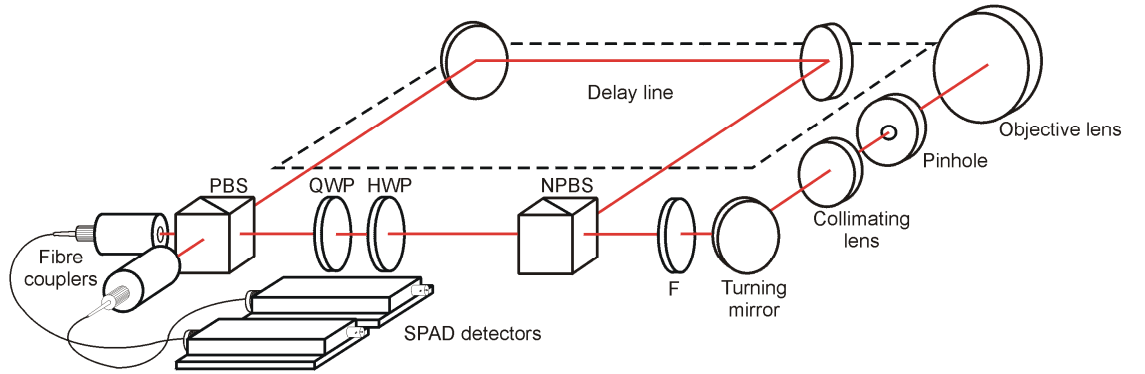 Delay line
Objective lens
Pinhole
PBS
QWP
HWP
NPBS
Collimating
lens
Fibre
couplers
F
Turning
mirror
SPAD detectors